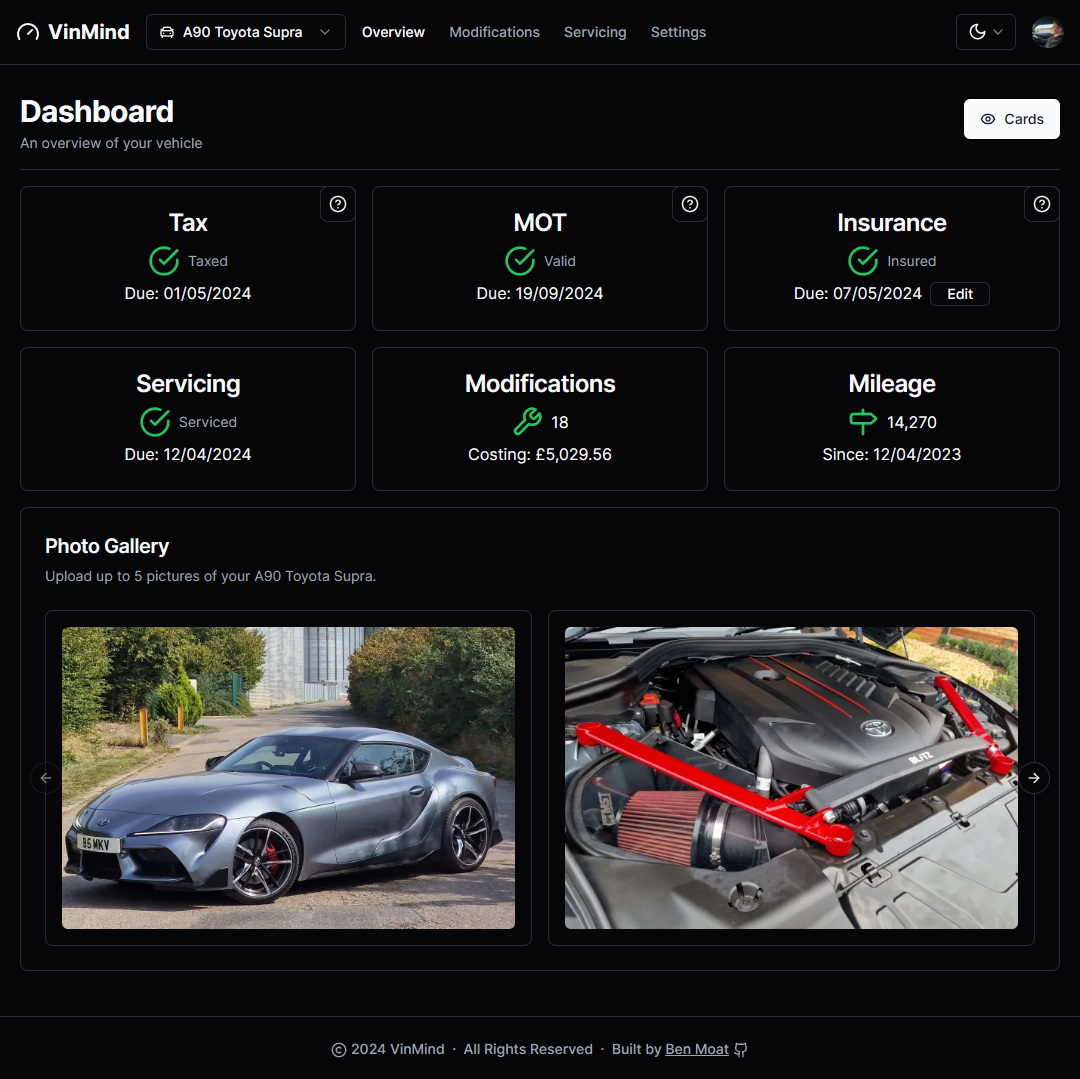 VinMind
A90 Toyota Supra
Overview
Modifications
Servicing
Settings
Dashboard
An overview of your vehicle
Cards
Tax
Taxed
Due: 01/05/2024
MOT
Valid
Due: 19/09/2024
Insurance
Insured
Due: 07/05/2024
Edit
Servicing
Serviced
Due: 12/04/2024
Modifications
18
Costing: £5,029.56
Mileage
14,270
Since: 12/04/2023
Photo Gallery
Upload up to 5 pictures of your A90 Toyota Supra.
B5 MKV
BLITZ
MST
© 2024 VinMind · All Rights Reserved · Built by Ben Moat